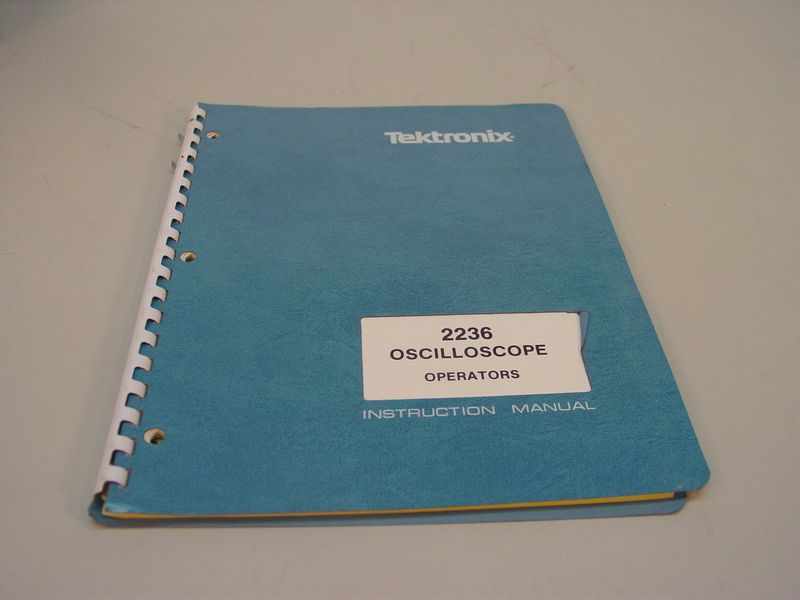 Tektronix
2236
OSCILLOSCOPE
OPERATORS
INSTRUCTION MANUAL